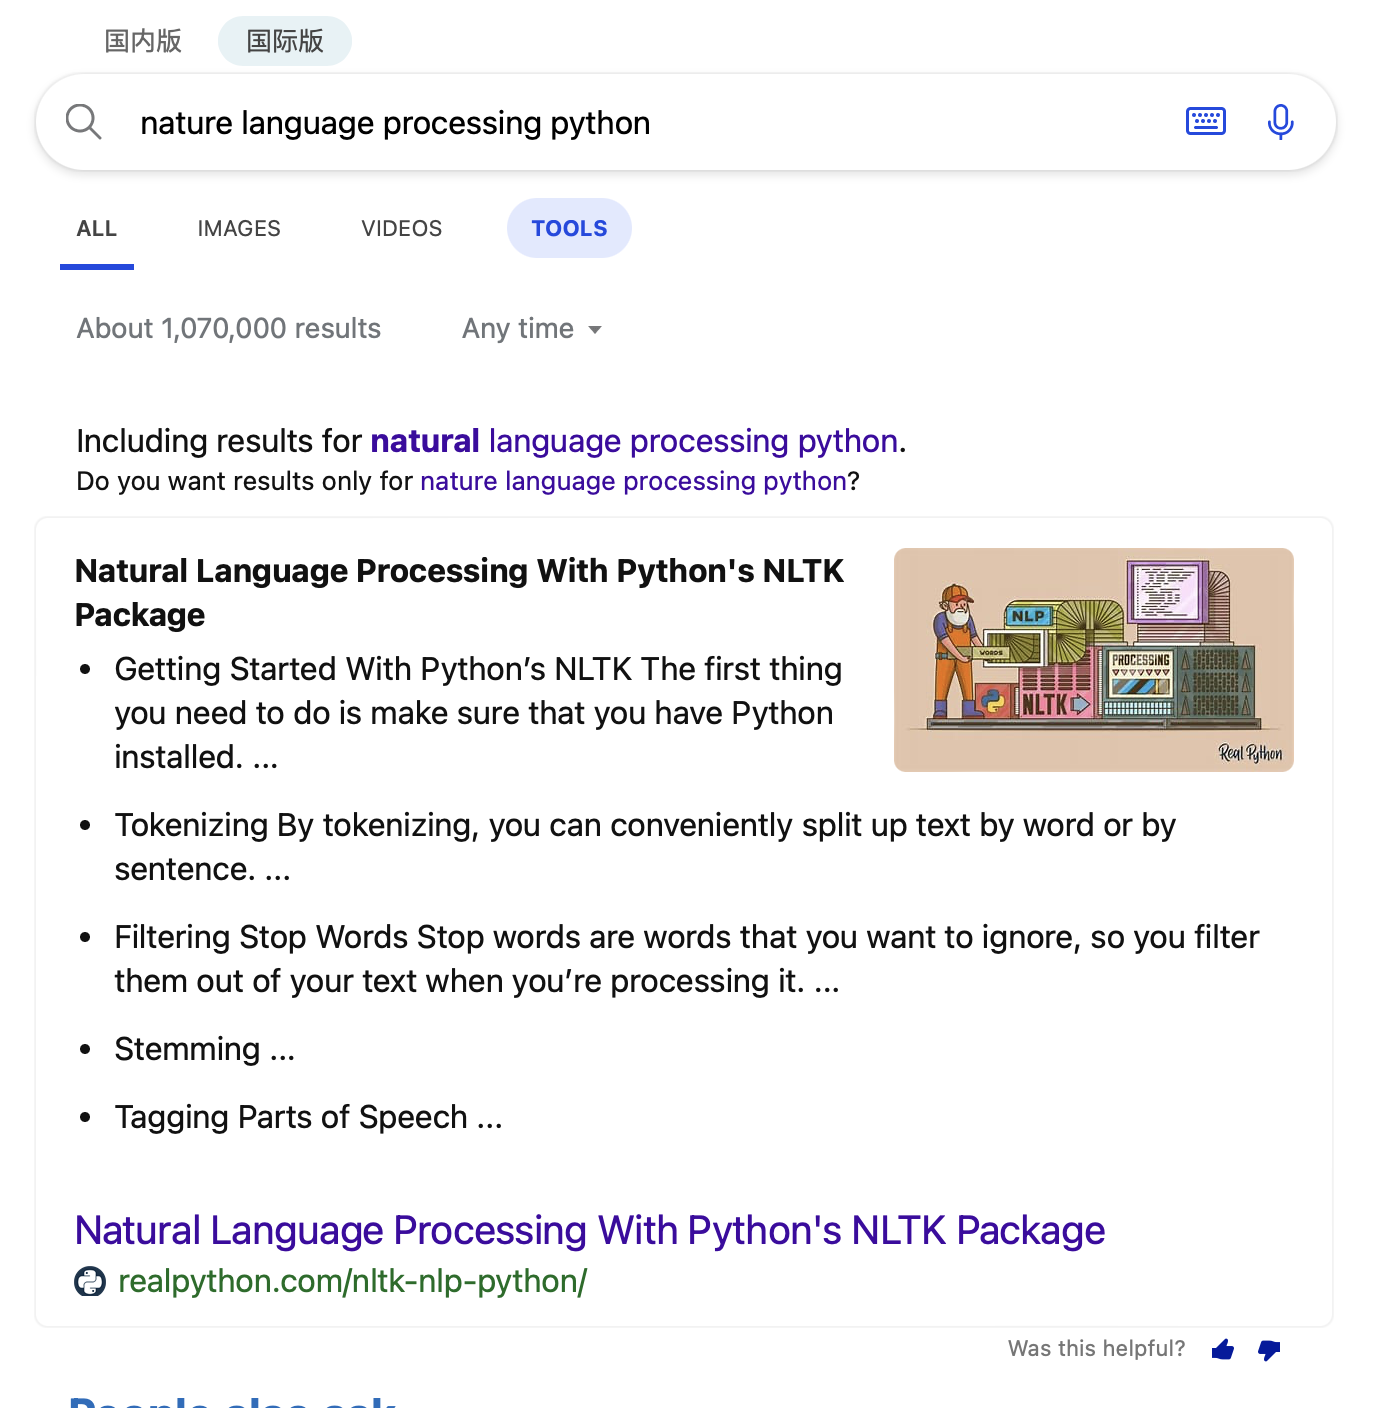 国内版 国际版
nature language processing python
ALL IMAGES VIDEOS TOOLS
About 1,070,000 results Any time
Including results for natural language processing python.
Do you want results only for nature language processing python?
Natural Language Processing With Python's NLTK
Package
• Getting Started With Python’s NLTK The first thing
you need to do is make sure that you have Python
installed. ...
NLP
WORDS
PROCESSING
NLTK
Real Python
• Tokenizing By tokenizing, you can conveniently split up text by word or by
sentence. ...
• Filtering Stop Words Stop words are words that you want to ignore, so you filter
them out of your text when you’re processing it. ...
• Stemming ...
• Tagging Parts of Speech ...
Natural Language Processing With Python's NLTK Package
realpython.com/nltk-nlp-python/
Was this helpful?
People also ask